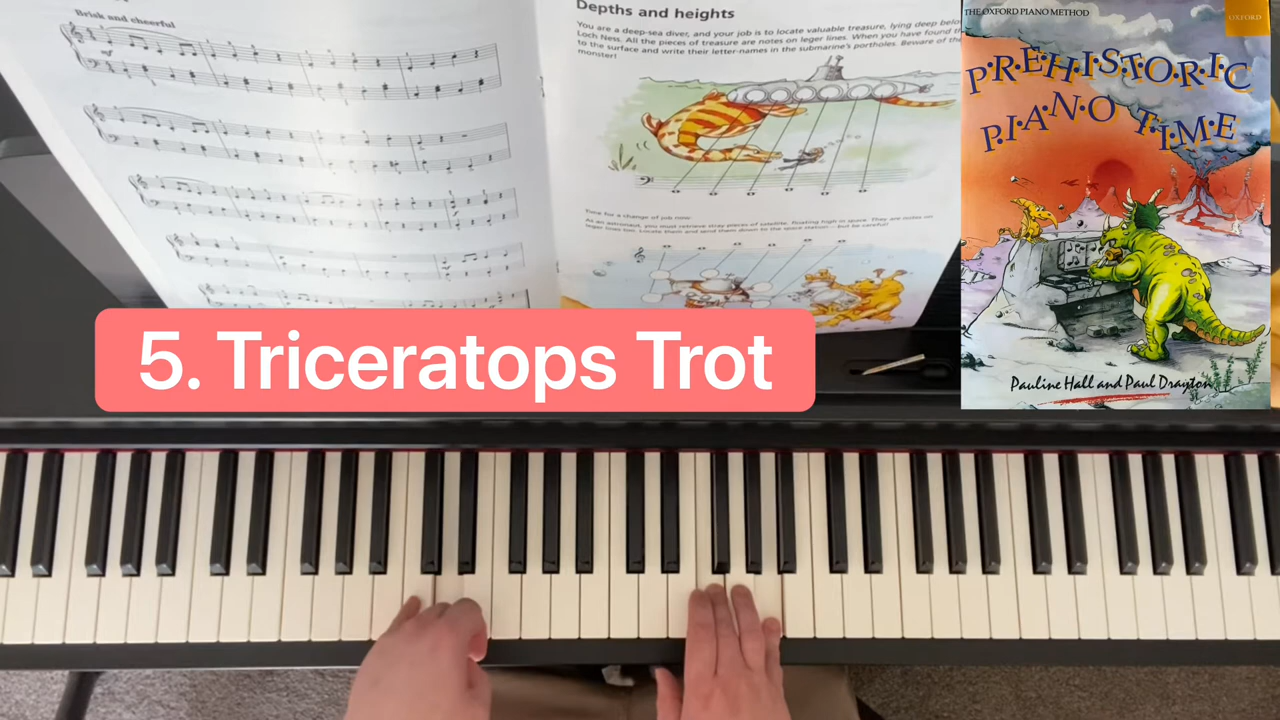 Brisk and cheerful
Depths and heights
You are a deep-sea diver, and your job is to locate valuable treasure, lying deep below
Loch Ness. All the pieces of treasure are notes on leger lines. When you have found
to the surface and write their letter-names in the submarine's portholes. Beware of the
monster!
Time for a change of job now:
As an astronaut, you must retrieve stray pieces of satellite, floating high in space. They are notes on
leger lines too. Locate them and send them down to the space station – but be careful!
THE OXFORD PIANO METHOD
OXFORD
P·R·E·H·I·S·T·O·R·I·C
P·I·A·N·O T·I·M·E
Pauline Hall and Paul Drayton
5. Triceratops Trot